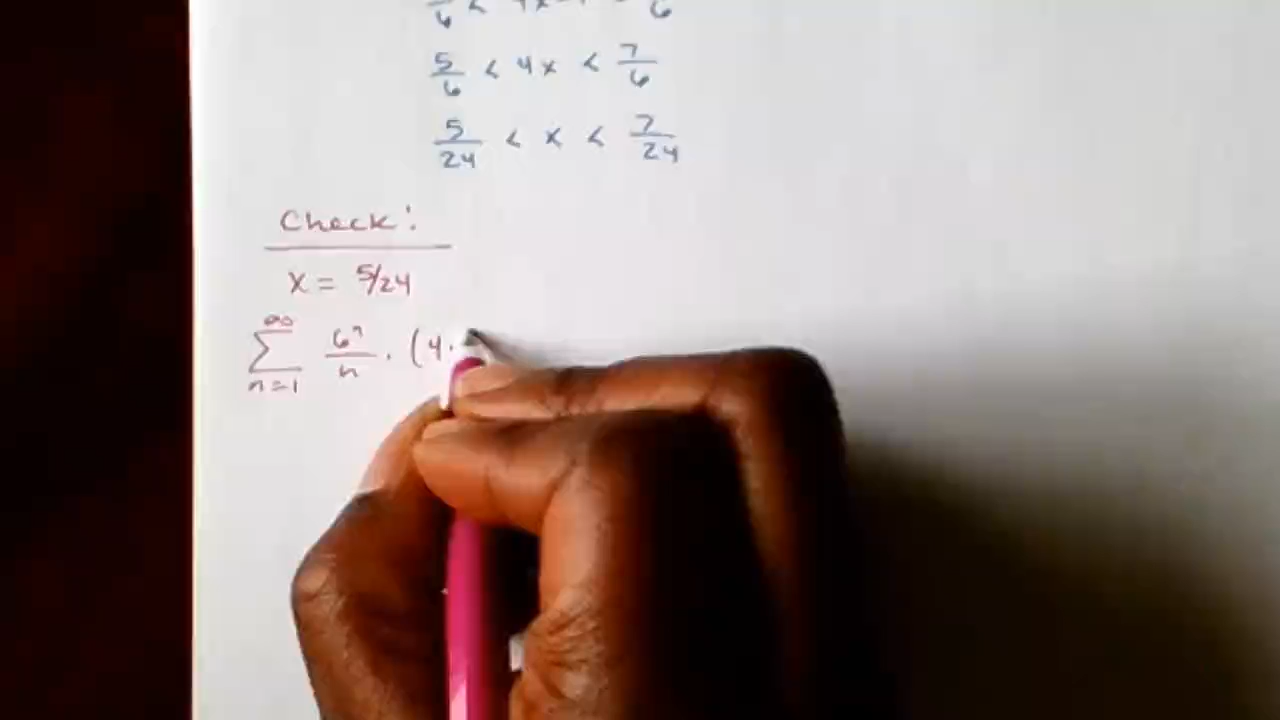 5/6 < 4x < 7/6
5/24 < x < 7/24
Check:
x = 5/24
∞
∑ 6ⁿ/n · (4 ·
n=1